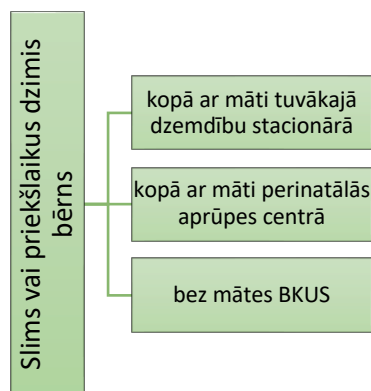 Slims vai priekšlaikus dzimis
bērns
kopā ar māti tuvākajā
dzemdību stacionārā
kopā ar māti perinatālās
aprūpes centrā
bez mātes BKUS